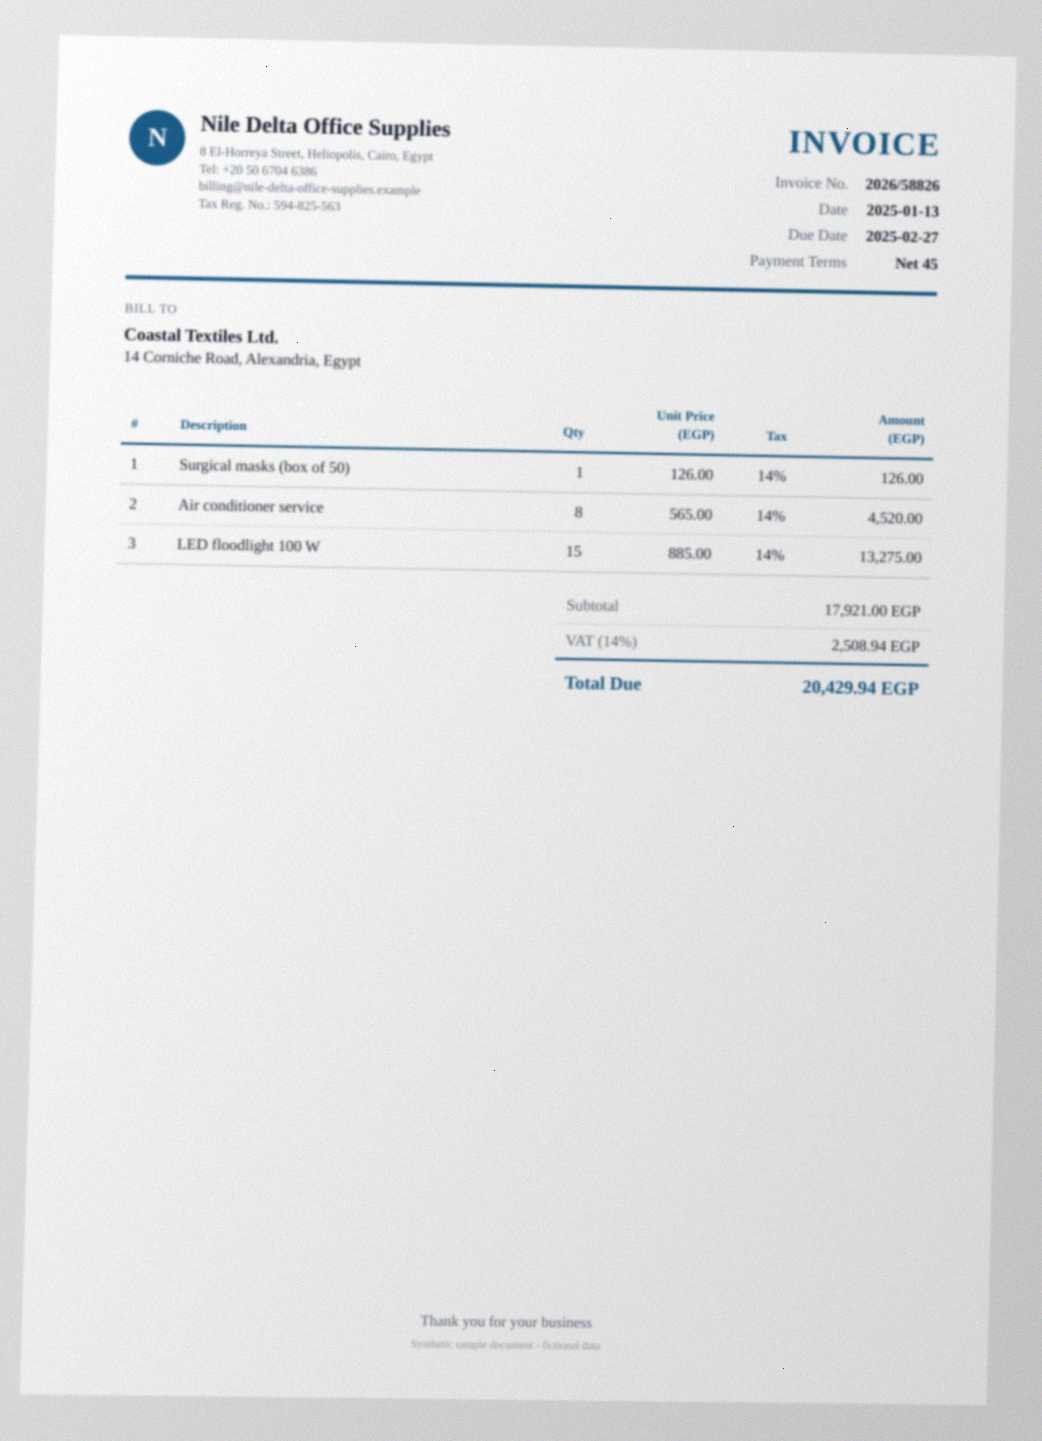 N
Nile Delta Office Supplies
8 El-Horreya Street, Heliopolis, Cairo, Egypt
Tel: +20 50 6704 6386
billing@nile-delta-office-supplies.example
Tax Reg. No.: 594-825-563
INVOICE
Invoice No. 2026/58826
Date 2025-01-13
Due Date 2025-02-27
Payment Terms Net 45
BILL TO
Coastal Textiles Ltd.
14 Corniche Road, Alexandria, Egypt
# Description Qty Unit Price (EGP) Tax Amount (EGP)
1 Surgical masks (box of 50) 1 126.00 14% 126.00
2 Air conditioner service 8 565.00 14% 4,520.00
3 LED floodlight 100 W 15 885.00 14% 13,275.00
Subtotal 17,921.00 EGP
VAT (14%) 2,508.94 EGP
Total Due 20,429.94 EGP
Thank you for your business
Synthetic sample document - fictional data